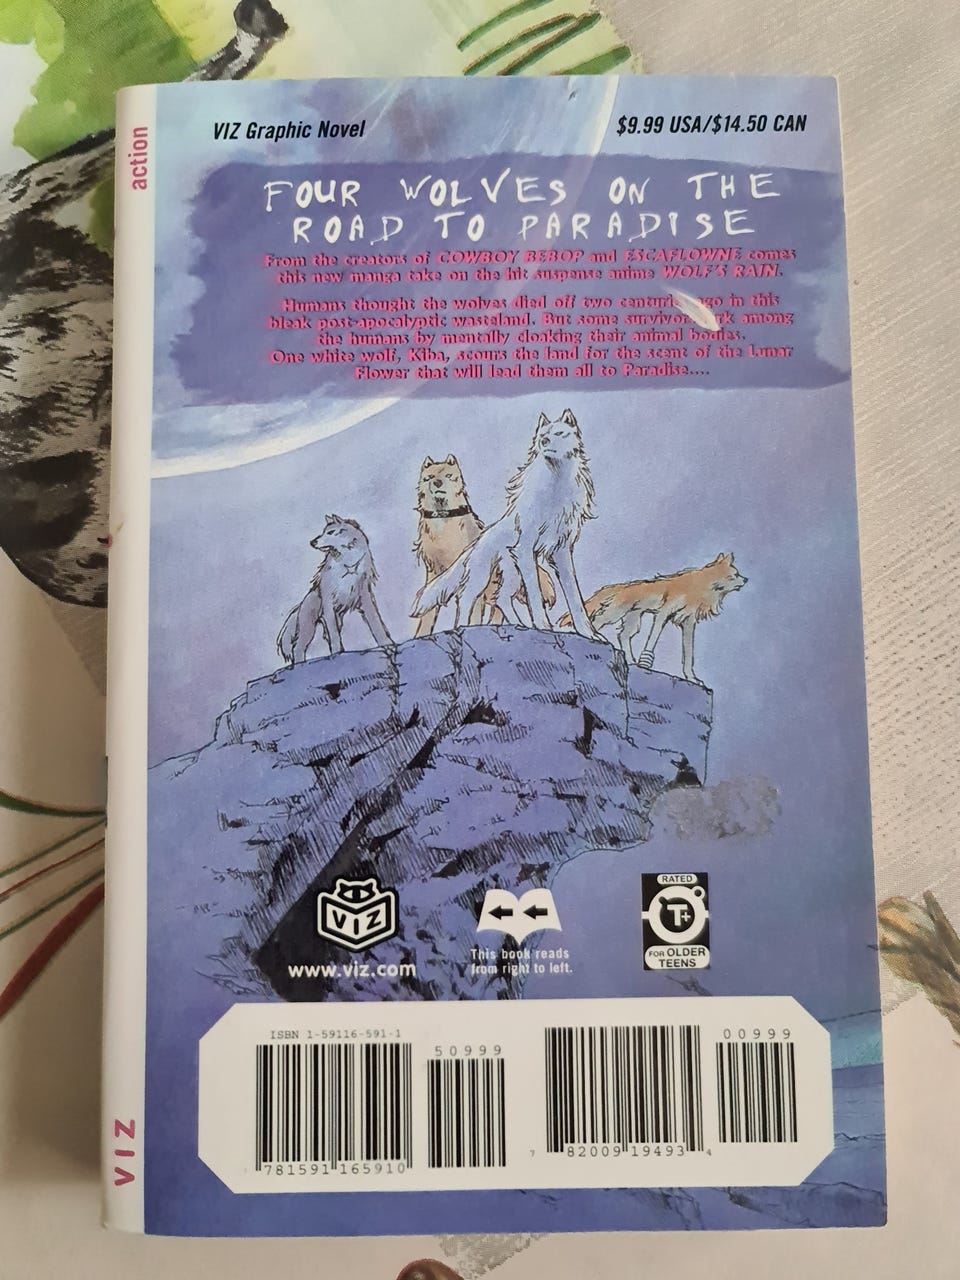 action
VIZ Graphic Novel
$9.99 USA/$14.50 CAN
FOUR WOLVES ON THE
ROAD TO PARADISE
From the creators of COWBOY BEBOP and ESCAFLOWNE comes
this new manga take on the hit suspense anime WOLF'S RAIN.
Humans thought the wolves died off two ago in this
bleak post-apocalyptic wasteland. But some among
the humans by mentally cloaking their animal bodies.
One white wolf, Kiba, scours the land for the scent of the Lunar
Flower that will lead them all to Paradise....
VIZ
www.viz.com
This book reads
from right to left.
RATED
T+
FOR OLDER
TEENS
ISBN 1-59116-591-1
50999
00999
781591 165910
7 82009 19493 4
VIZ